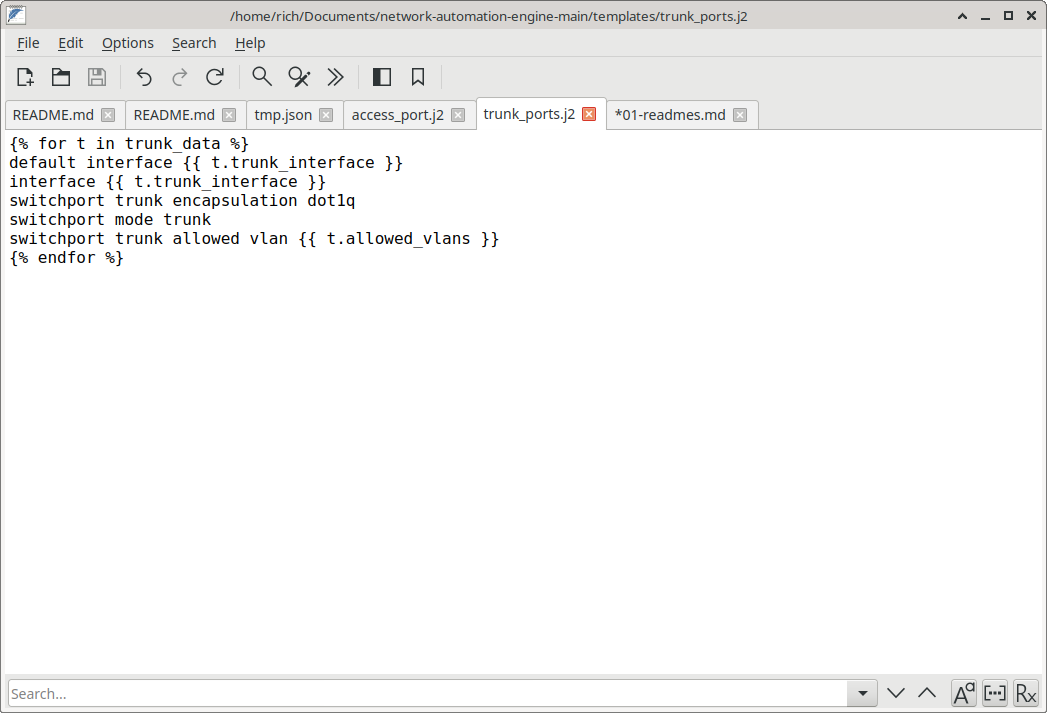 /home/rich/Documents/network-automation-engine-main/templates/trunk_ports.j2
File Edit Options Search Help
README.md README.md tmp.json access_port.j2 trunk_ports.j2 *01-readmes.md
{% for t in trunk_data %}
default interface {{ t.trunk_interface }}
interface {{ t.trunk_interface }}
switchport trunk encapsulation dot1q
switchport mode trunk
switchport trunk allowed vlan {{ t.allowed_vlans }}
{% endfor %}
Search...